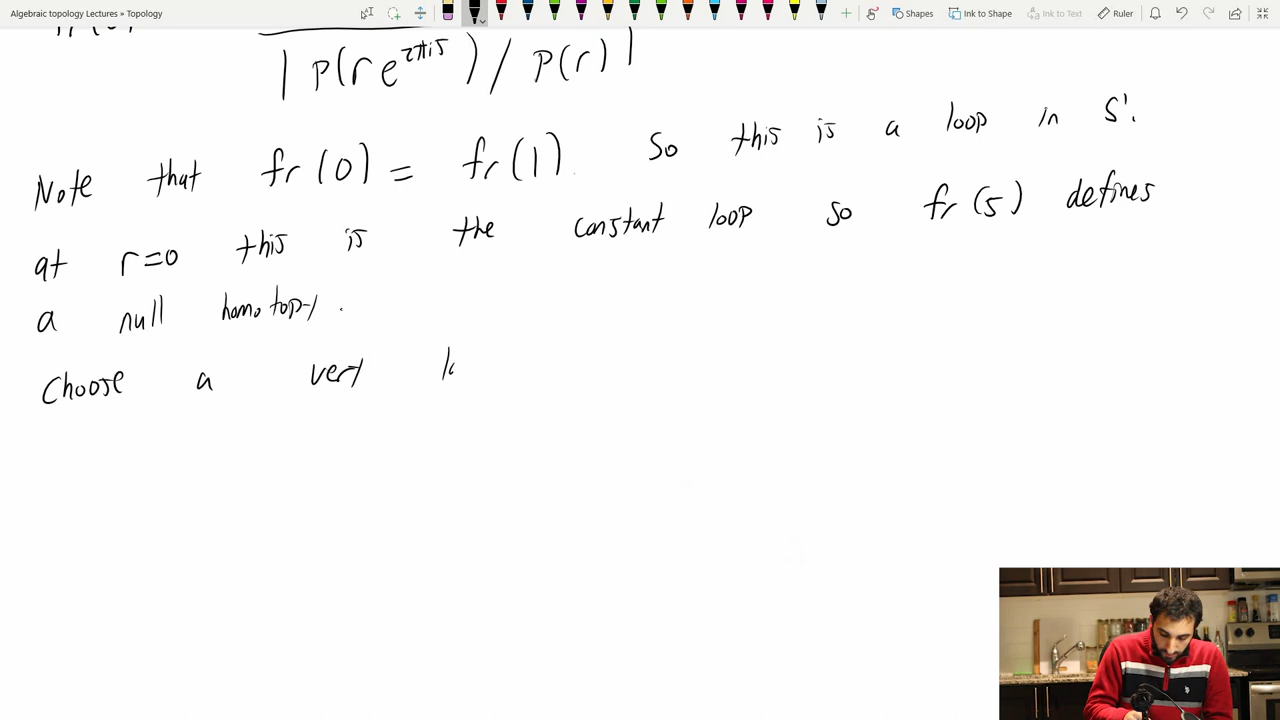 Algebraic topology Lectures » Topology
Shapes Ink to Shape Ink to Text Ruler
| P(re^{2πis}) / P(r) |
Note that fr(0) = fr(1). So this is a loop in S¹.
at r=0 this is the constant loop so fr(s) defines
a null homotopy.
Choose a very